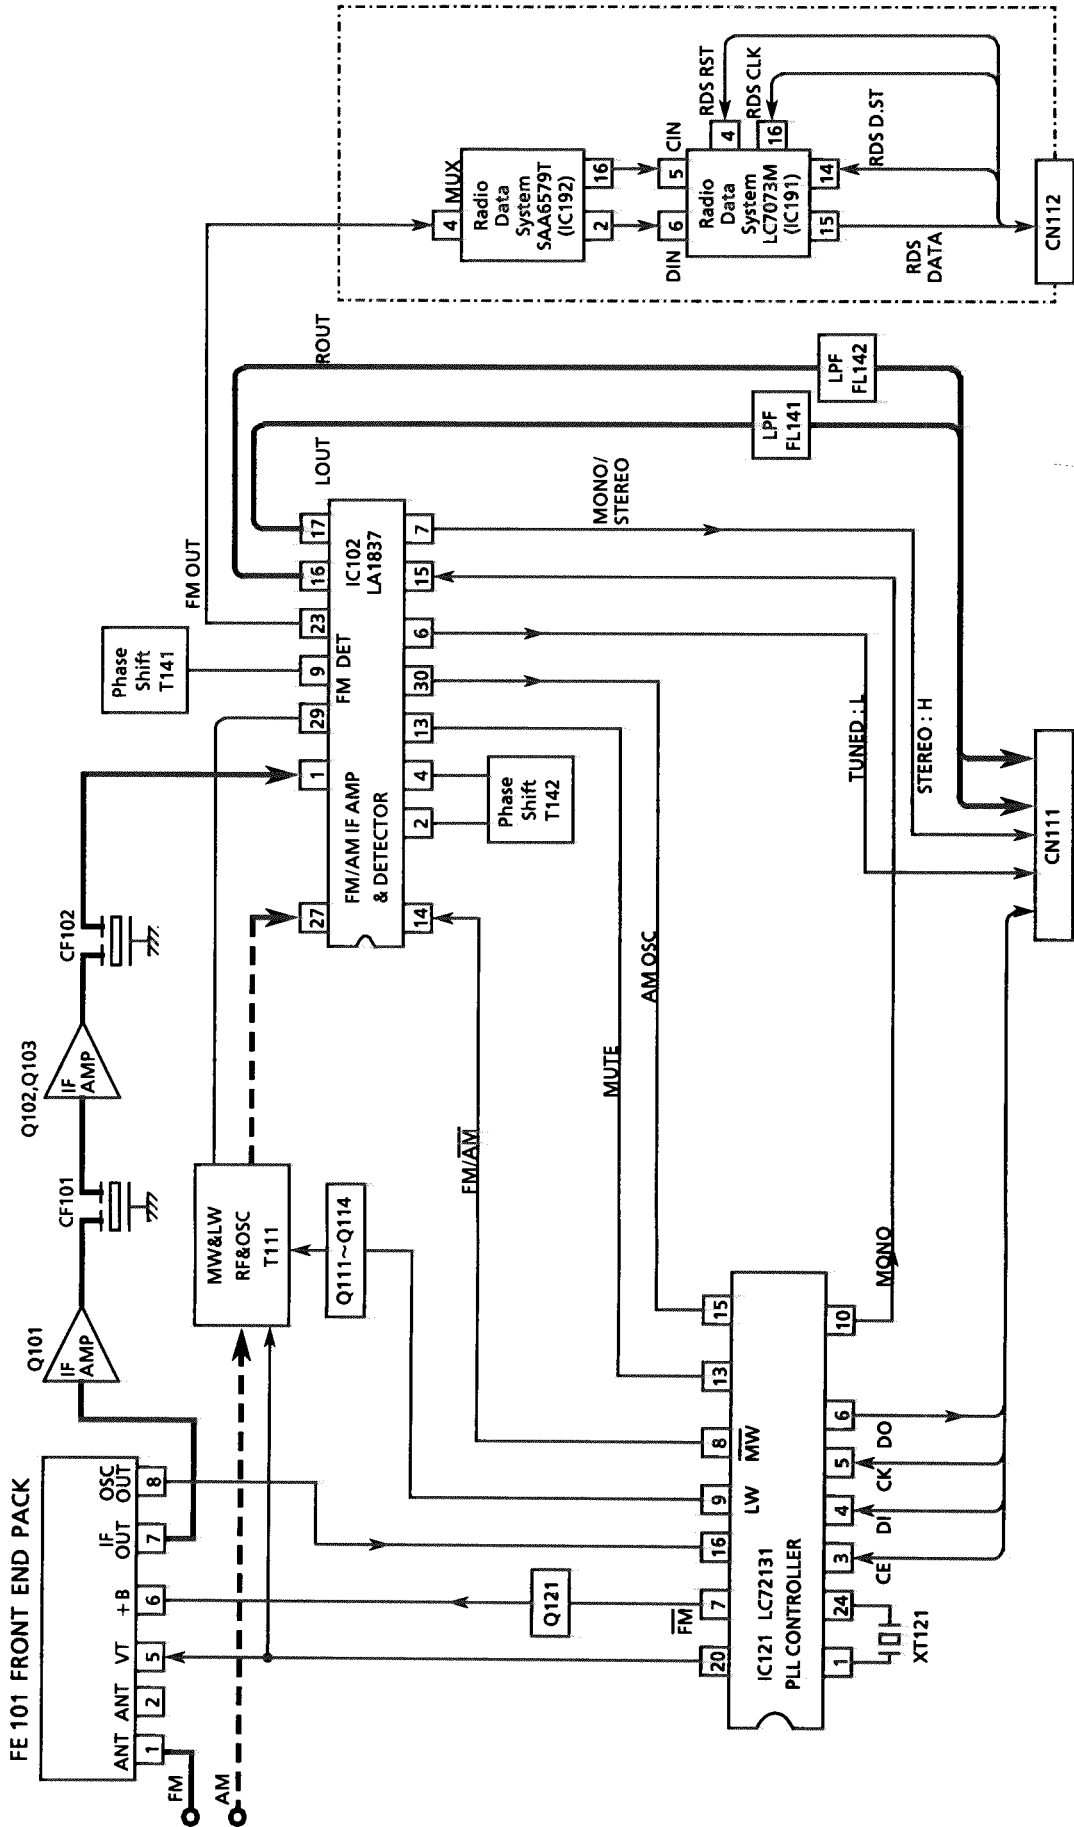 FE 101 FRONT END PACK
ANT
ANT
VT
+B
IF
OUT
OSC
OUT
1
2
5
6
7
8
FM
AM
Q101
IF
AMP
CF101
Q102,Q103
IF
AMP
CF102
MW&LW
RF&OSC
T111
Q111~Q114
Phase
Shift
T141
FM OUT
27
1
29
9
23
16
17
FM/AM IF AMP
& DETECTOR
FM DET
IC102
LA1837
14
2
4
13
30
6
15
7
Phase
Shift
T142
LOUT
ROUT
MONO/
STEREO
LPF
FL141
LPF
FL142
FM/AM
MUTE
AM OSC
MONO
TUNED : L
STEREO : H
Q121
20
7
16
9
8
13
15
FM
LW
MW
IC121 LC72131
PLL CONTROLLER
1
24
3
4
5
6
10
XT121
CE
DI
CK
DO
CN111
4
MUX
Radio
Data
System
SAA6579T
(IC192)
2
16
DIN
CIN
6
5
Radio
Data
System
LC7073M
(IC191)
4
16
RDS RST
RDS CLK
15
14
RDS
DATA
RDS D.ST
CN112